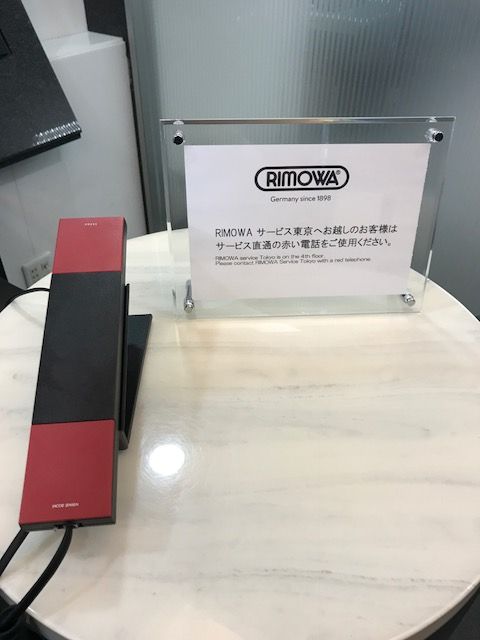 RIMOWA®
Germany since 1898
RIMOWA サービス東京へお越しのお客様は
サービス直通の赤い電話をご使用ください。
RIMOWA service Tokyo is on the 4th floor.
Please contact RIMOWA Service Tokyo with a red telephone.
JACOB JENSEN